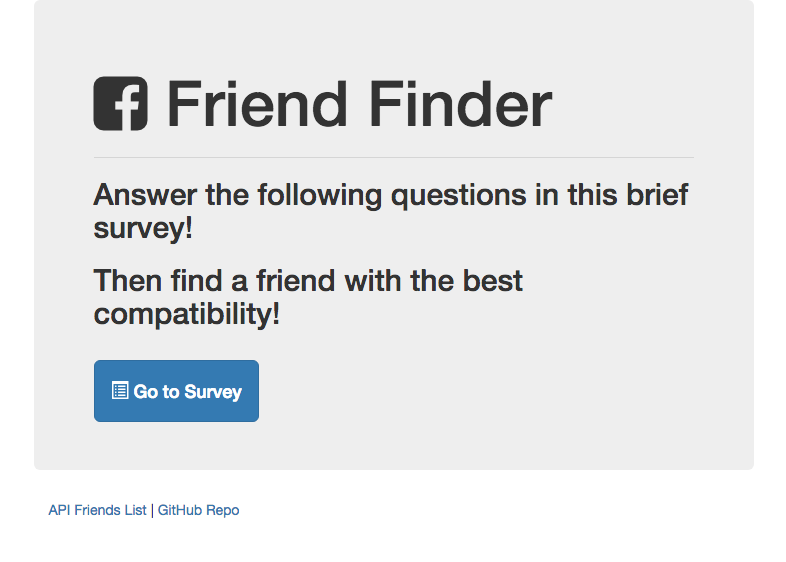 Friend Finder
Answer the following questions in this brief
survey!
Then find a friend with the best
compatibility!
Go to Survey
API Friends List | GitHub Repo